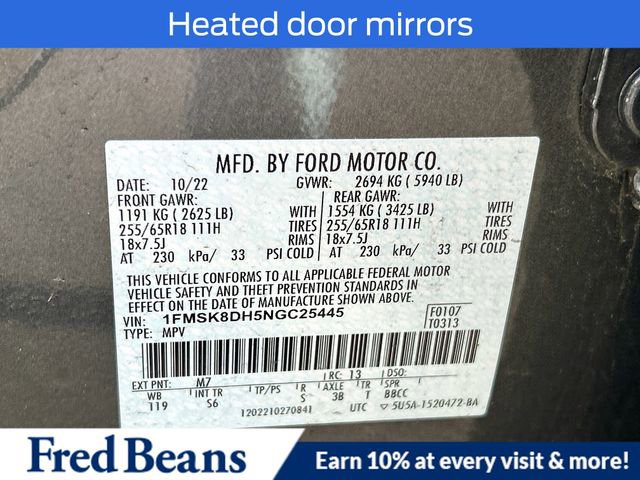 Heated door mirrors
MFD. BY FORD MOTOR CO.
DATE: 10/22 GVWR: 2694 KG ( 5940 LB)
FRONT GAWR: REAR GAWR:
1191 KG ( 2625 LB) WITH 1554 KG ( 3425 LB) WITH
255/65R18 111H TIRES 255/65R18 111H TIRES
18x7.5J RIMS 18x7.5J RIMS
AT 230 kPa/ 33 PSI COLD AT 230 kPa/ 33 PSI COLD
THIS VEHICLE CONFORMS TO ALL APPLICABLE FEDERAL MOTOR
VEHICLE SAFETY AND THEFT PREVENTION STANDARDS IN
EFFECT ON THE DATE OF MANUFACTURE SHOWN ABOVE.
VIN: 1FMSK8DH5NGC25445 F0107
TYPE: MPV T0313
EXT PNT: M7 RC: 13 DSO:
WB INT TR TP/PS R AXLE TR SPR
119 S6 S 3B T BBCC
1202210270841 UTC ▽ 5U5A-1520472-BA
Fred Beans Earn 10% at every visit & more!